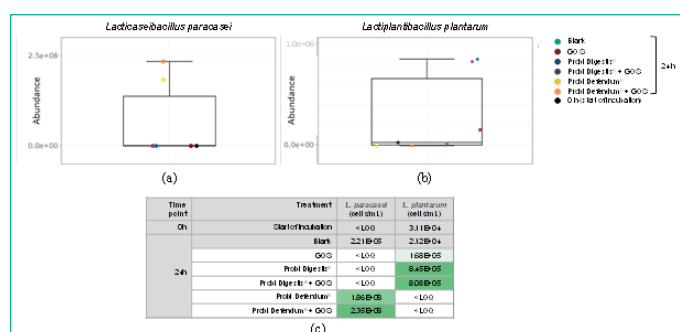 Lacticaseibacillus paracasei
Lactiplantibacillus plantarum
2.5e+08
0.0e+00
Abundance
(a)
1.0e+06
0.0e+00
Abundance
(b)
Blank
GOS
Probi Digestis®
Probi Digestis® + GOS
Probi Defendum®
Probi Defendum® + GOS
0h (start of incubation)
24h
Time point
Treatment
L. paracasei (cells/mL)
L. plantarum (cells/mL)
0h Start of incubation <LOQ 3.11E+04
24h
Blank 2.21E+05 2.12E+04
GOS <LOQ 1.68E+05
Probi Digestis® <LOQ 8.45E+05
Probi Digestis® + GOS <LOQ 8.08E+05
Probi Defendum® 1.86E+08 <LOQ
Probi Defendum® + GOS 2.35E+08 <LOQ
(c)